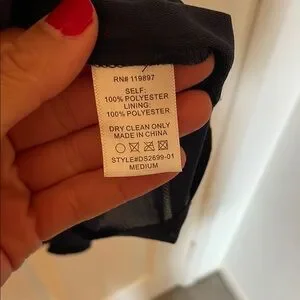 RN# 119897
SELF:
100% POLYESTER
LINING:
100% POLYESTER
DRY CLEAN ONLY
MADE IN CHINA
STYLE#DS2699-01
MEDIUM